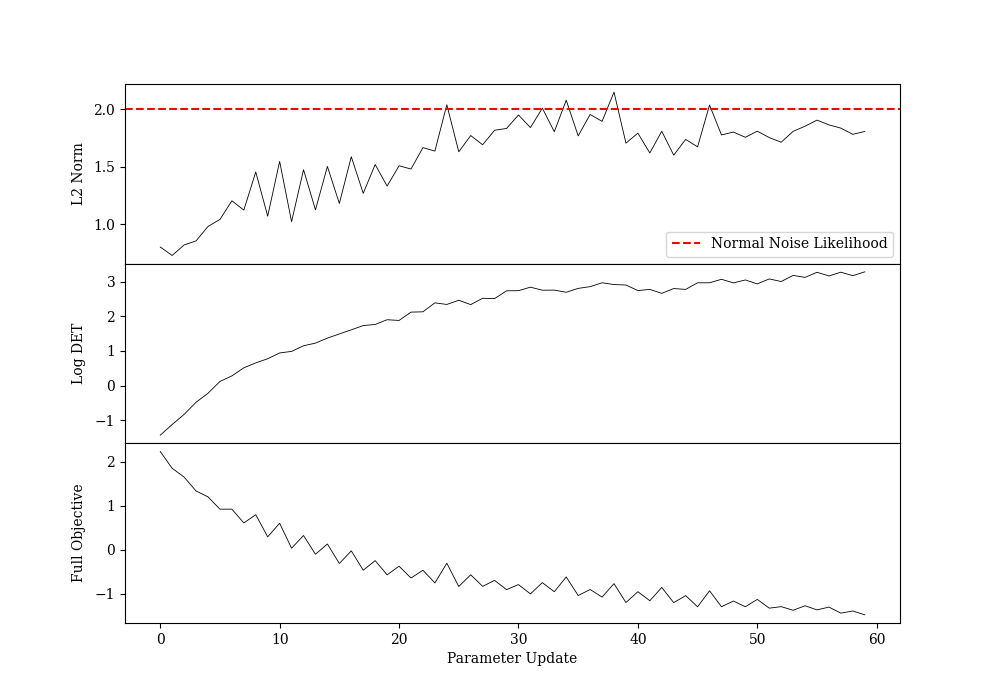 L2 Norm
2.0
1.5
1.0
Normal Noise Likelihood
Log DET
3
2
1
0
−1
Full Objective
2
1
0
−1
0 10 20 30 40 50 60
Parameter Update